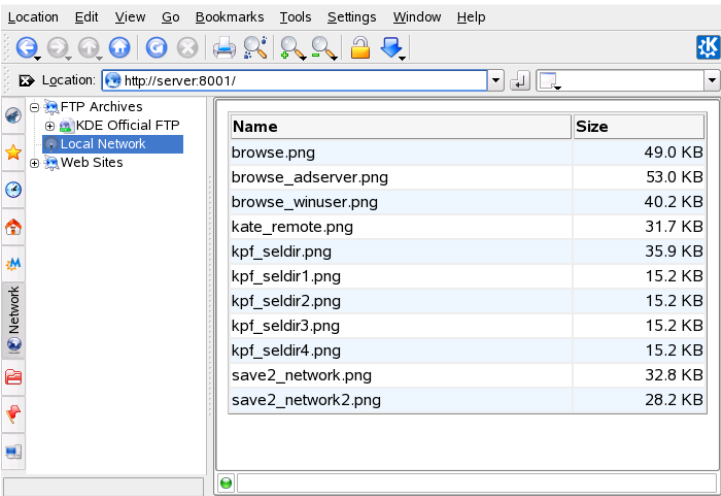 Location Edit View Go Bookmarks Tools Settings Window Help
Location: http://server:8001/
FTP Archives
KDE Official FTP
Local Network
Web Sites
Network
Name Size
browse.png 49.0 KB
browse_adserver.png 53.0 KB
browse_winuser.png 40.2 KB
kate_remote.png 31.7 KB
kpf_seldir.png 35.9 KB
kpf_seldir1.png 15.2 KB
kpf_seldir2.png 15.2 KB
kpf_seldir3.png 15.2 KB
kpf_seldir4.png 15.2 KB
save2_network.png 32.8 KB
save2_network2.png 28.2 KB